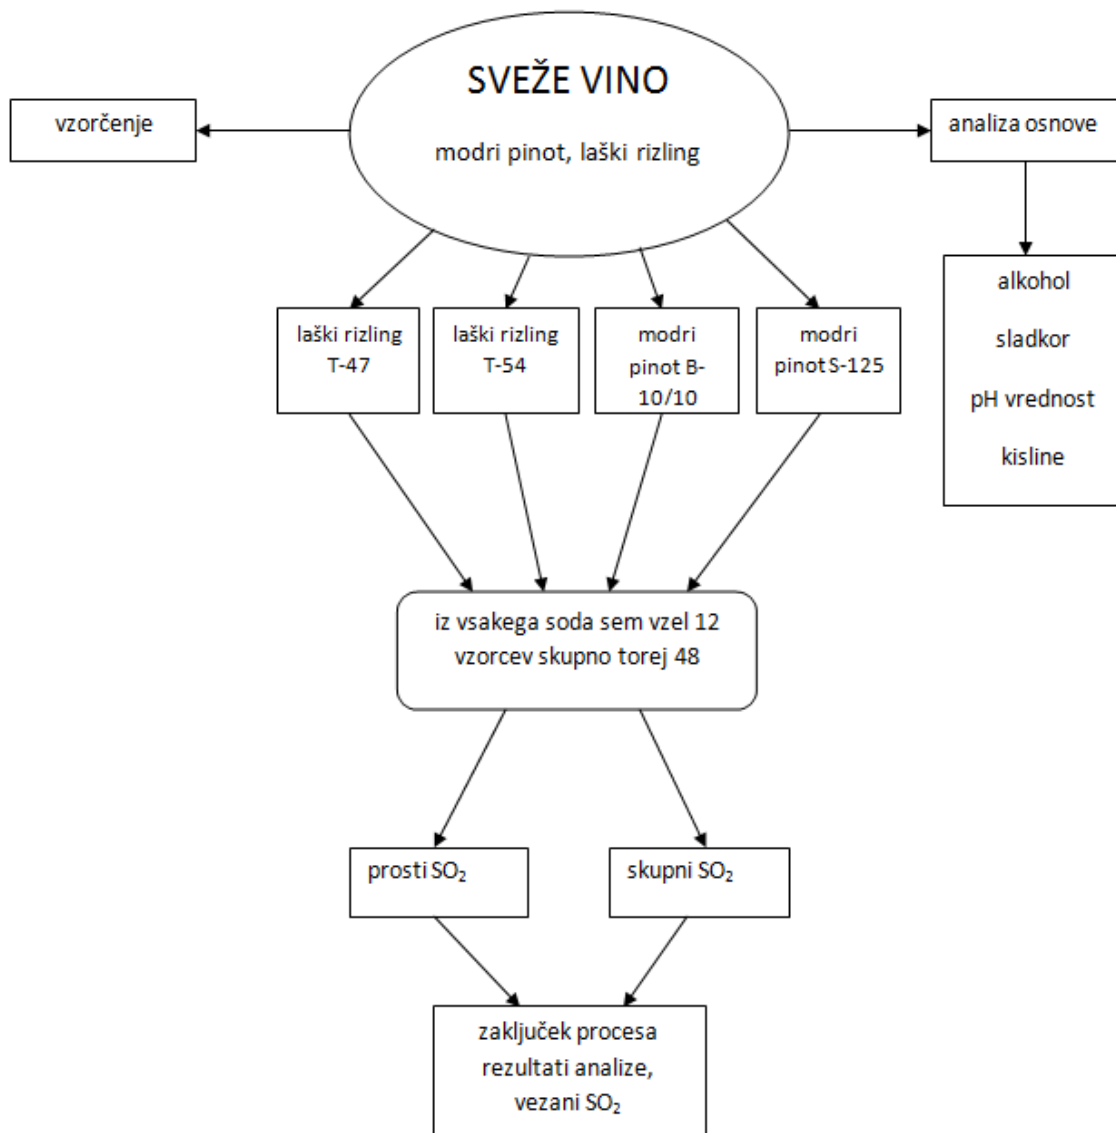 SVEŽE VINO
modri pinot, laški rizling
vzorčenje
analiza osnove
alkohol
sladkor
pH vrednost
kisline
laški rizling
T-47
laški rizling
T-54
modri
pinot B-
10/10
modri
pinot S-125
iz vsakega soda sem vzel 12
vzorcev skupno torej 48
prosti SO₂
skupni SO₂
zaključek procesa
rezultati analize,
vezani SO₂